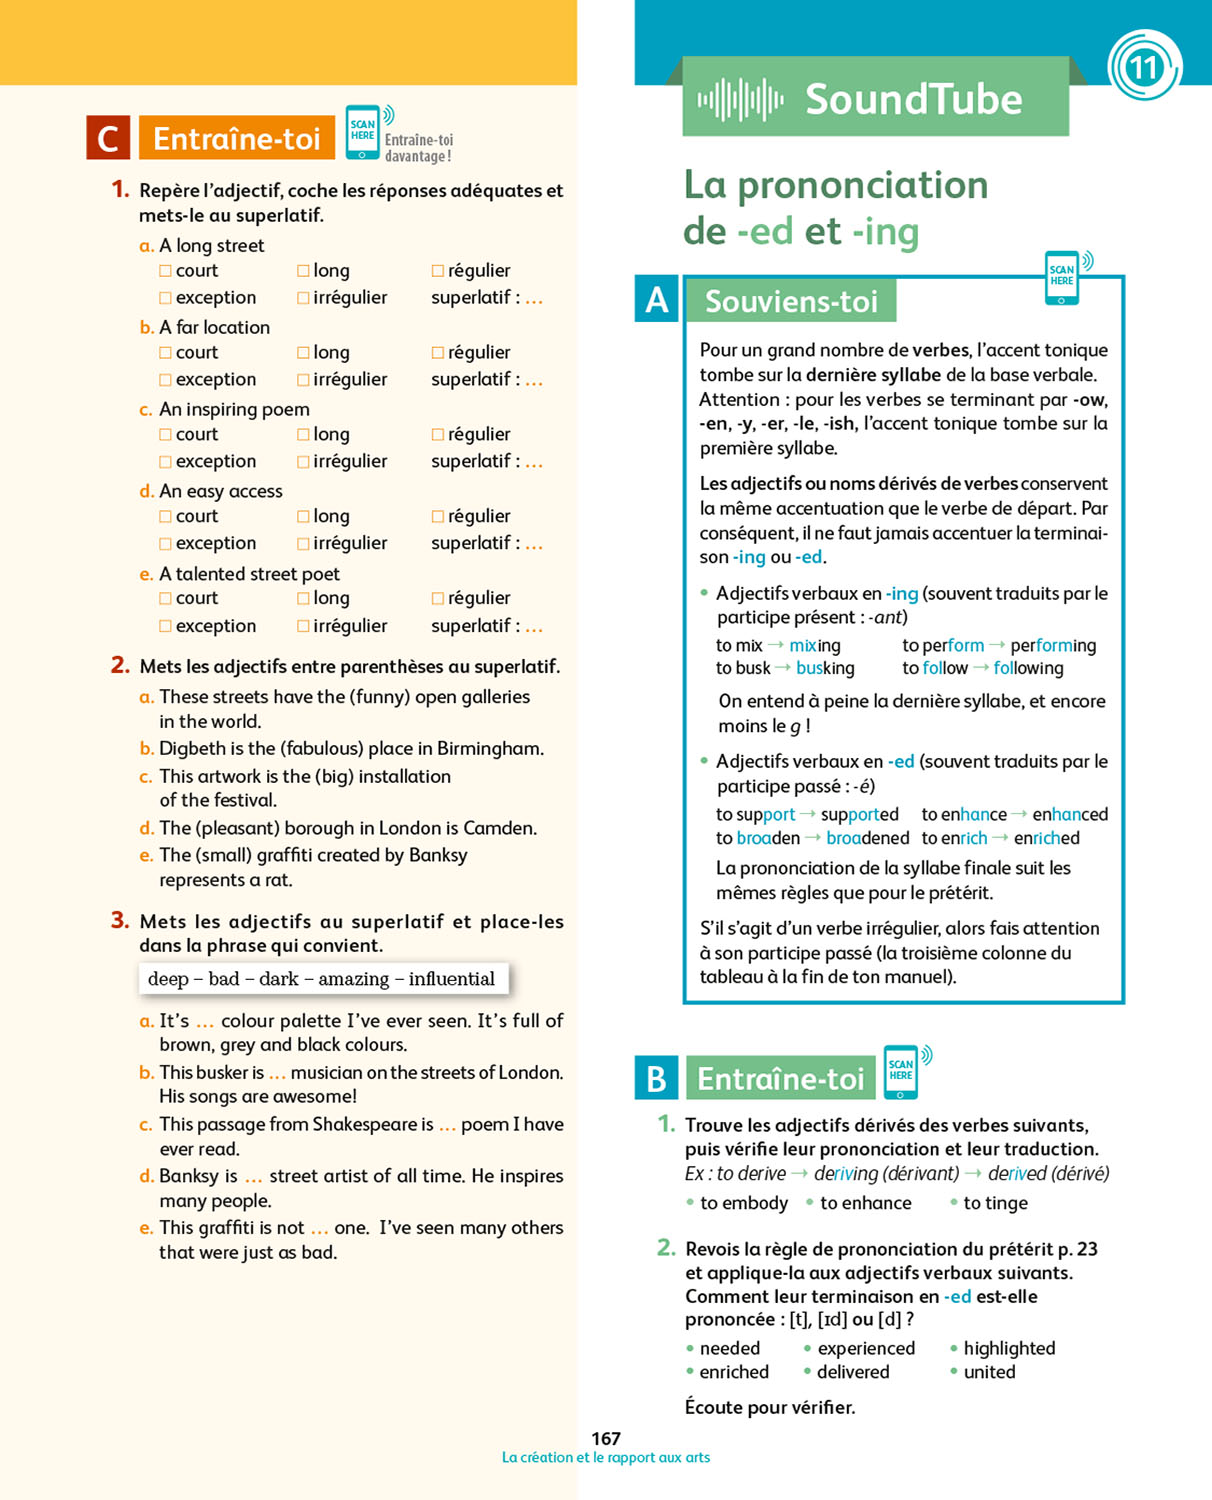 C Entraîne-toi
SCAN
HERE
Entraîne-toi
davantage !
1. Repère l'adjectif, coche les réponses adéquates et
mets-le au superlatif.
a. A long street
□ court □ long □ régulier
□ exception □ irrégulier superlatif : ...
b. A far location
□ court □ long □ régulier
□ exception □ irrégulier superlatif : ...
c. An inspiring poem
□ court □ long □ régulier
□ exception □ irrégulier superlatif : ...
d. An easy access
□ court □ long □ régulier
□ exception □ irrégulier superlatif : ...
e. A talented street poet
□ court □ long □ régulier
□ exception □ irrégulier superlatif : ...
2. Mets les adjectifs entre parenthèses au superlatif.
a. These streets have the (funny) open galleries
in the world.
b. Digbeth is the (fabulous) place in Birmingham.
c. This artwork is the (big) installation
of the festival.
d. The (pleasant) borough in London is Camden.
e. The (small) graffiti created by Banksy
represents a rat.
3. Mets les adjectifs au superlatif et place-les
dans la phrase qui convient.
deep – bad – dark – amazing – influential
a. It's ... colour palette I've ever seen. It's full of
brown, grey and black colours.
b. This busker is ... musician on the streets of London.
His songs are awesome!
c. This passage from Shakespeare is ... poem I have
ever read.
d. Banksy is ... street artist of all time. He inspires
many people.
e. This graffiti is not ... one. I've seen many others
that were just as bad.
11
SoundTube
La prononciation
de -ed et -ing
SCAN
HERE
A Souviens-toi
Pour un grand nombre de verbes, l'accent tonique
tombe sur la dernière syllabe de la base verbale.
Attention : pour les verbes se terminant par -ow,
-en, -y, -er, -le, -ish, l'accent tonique tombe sur la
première syllabe.
Les adjectifs ou noms dérivés de verbes conservent
la même accentuation que le verbe de départ. Par
conséquent, il ne faut jamais accentuer la terminai-
son -ing ou -ed.
• Adjectifs verbaux en -ing (souvent traduits par le
participe présent : -ant)
to mix → mixing to perform → performing
to busk → busking to follow → following
On entend à peine la dernière syllabe, et encore
moins le g !
• Adjectifs verbaux en -ed (souvent traduits par le
participe passé : -é)
to support → supported to enhance → enhanced
to broaden → broadened to enrich → enriched
La prononciation de la syllabe finale suit les
mêmes règles que pour le prétérit.
S'il s'agit d'un verbe irrégulier, alors fais attention
à son participe passé (la troisième colonne du
tableau à la fin de ton manuel).
B Entraîne-toi
SCAN
HERE
1. Trouve les adjectifs dérivés des verbes suivants,
puis vérifie leur prononciation et leur traduction.
Ex : to derive → deriving (dérivant) → derived (dérivé)
• to embody • to enhance • to tinge
2. Revois la règle de prononciation du prétérit p. 23
et applique-la aux adjectifs verbaux suivants.
Comment leur terminaison en -ed est-elle
prononcée : [t], [ɪd] ou [d] ?
• needed • experienced • highlighted
• enriched • delivered • united
Écoute pour vérifier.
167
La création et le rapport aux arts